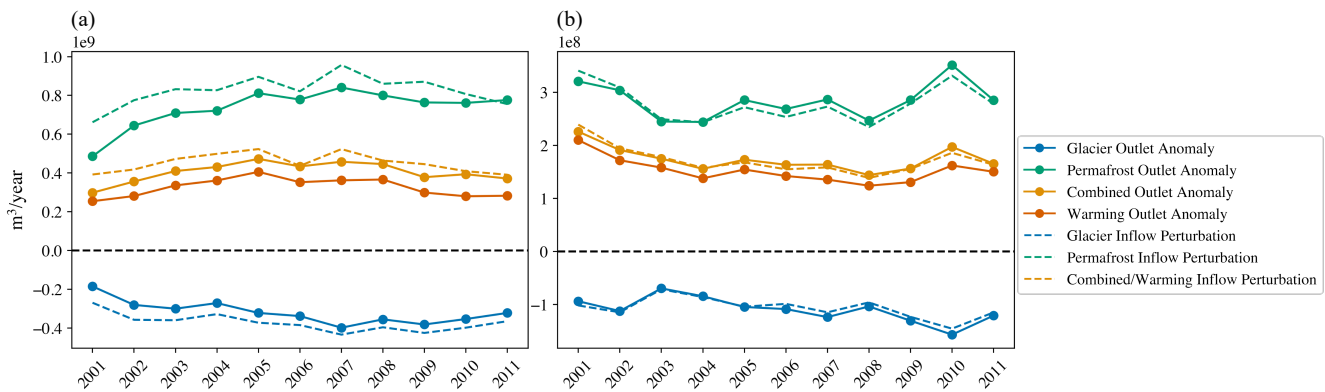 (a)
1e9
m³/year
1.0
0.8
0.6
0.4
0.2
0.0
−0.2
−0.4
2001
2002
2003
2004
2005
2006
2007
2008
2009
2010
2011
(b)
1e8
3
2
1
0
−1
2001
2002
2003
2004
2005
2006
2007
2008
2009
2010
2011
Glacier Outlet Anomaly
Permafrost Outlet Anomaly
Combined Outlet Anomaly
Warming Outlet Anomaly
Glacier Inflow Perturbation
Permafrost Inflow Perturbation
Combined/Warming Inflow Perturbation